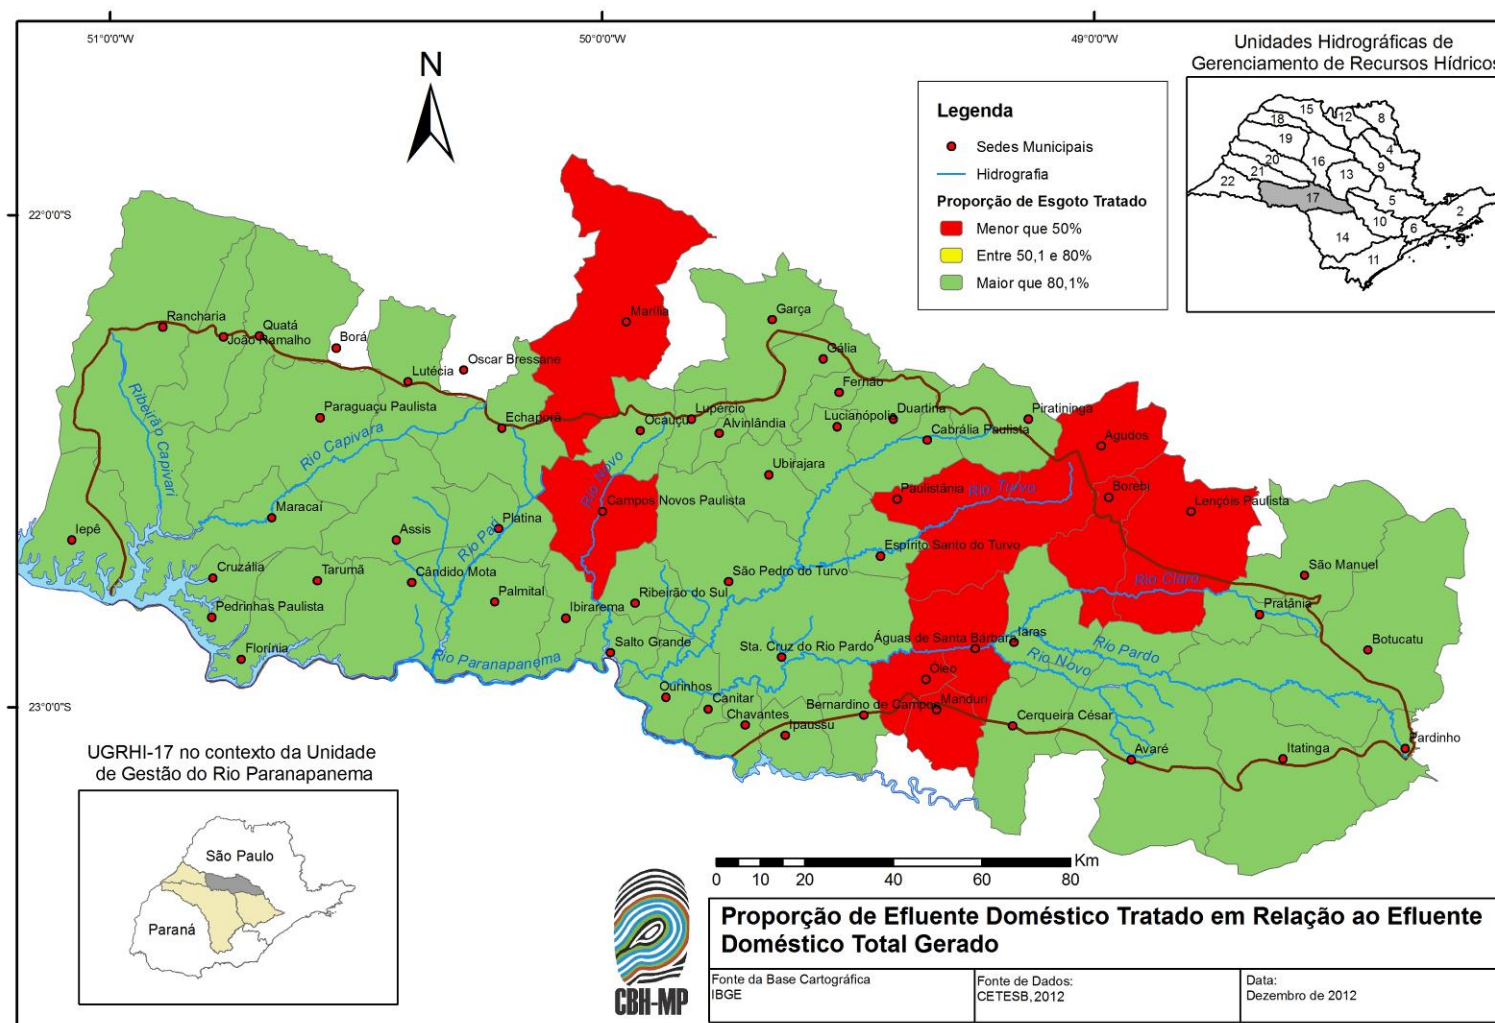 51°0'0"W
50°0'0"W
49°0'0"W
Unidades Hidrográficas de
Gerenciamento de Recursos Hídricos
N
Legenda
Sedes Municipais
Hidrografia
Proporção de Esgoto Tratado
Menor que 50%
Entre 50,1 e 80%
Maior que 80,1%
15
12
8
18
19
4
16
9
20
13
21
22
17
5
2
10
6
3
14
11
22°0'0"S
Rancharia
João Ramalho
Quatá
Borá
Lutécia
Oscar Bressane
Marília
Garça
Gália
Fernão
Ribeirão Capivari
Paraguaçu Paulista
Rio Capivara
Echaporã
Ocauçu
Lupércio
Alvinlândia
Lucianópolis
Duartina
Cabrália Paulista
Piratininga
Agudos
Ubirajara
Rio Novo
Campos Novos Paulista
Paulistânia
Rio Turvo
Borebi
Lençóis Paulista
Iepê
Maracaí
Assis
Rio Pari
Platina
Espírito Santo do Turvo
Cruzália
Tarumã
Cândido Mota
São Pedro do Turvo
Rio Claro
São Manuel
Pedrinhas Paulista
Palmital
Ibirarema
Ribeirão do Sul
Pratânia
Florínia
Rio Paranapanema
Salto Grande
Sta. Cruz do Rio Pardo
Águas de Santa Bárbara
Iaras
Rio Pardo
Rio Novo
Botucatu
Óleo
23°0'0"S
Ourinhos
Canitar
Chavantes
Ipaussu
Bernardino de Campos
Manduri
Cerqueira César
Avaré
Itatinga
Pardinho
UGRHI-17 no contexto da Unidade
de Gestão do Rio Paranapanema
São Paulo
Paraná
Km
0 10 20 40 60 80
CBH-MP
Proporção de Efluente Doméstico Tratado em Relação ao Efluente
Doméstico Total Gerado
Fonte da Base Cartográfica
IBGE
Fonte de Dados:
CETESB,2012
Data:
Dezembro de 2012